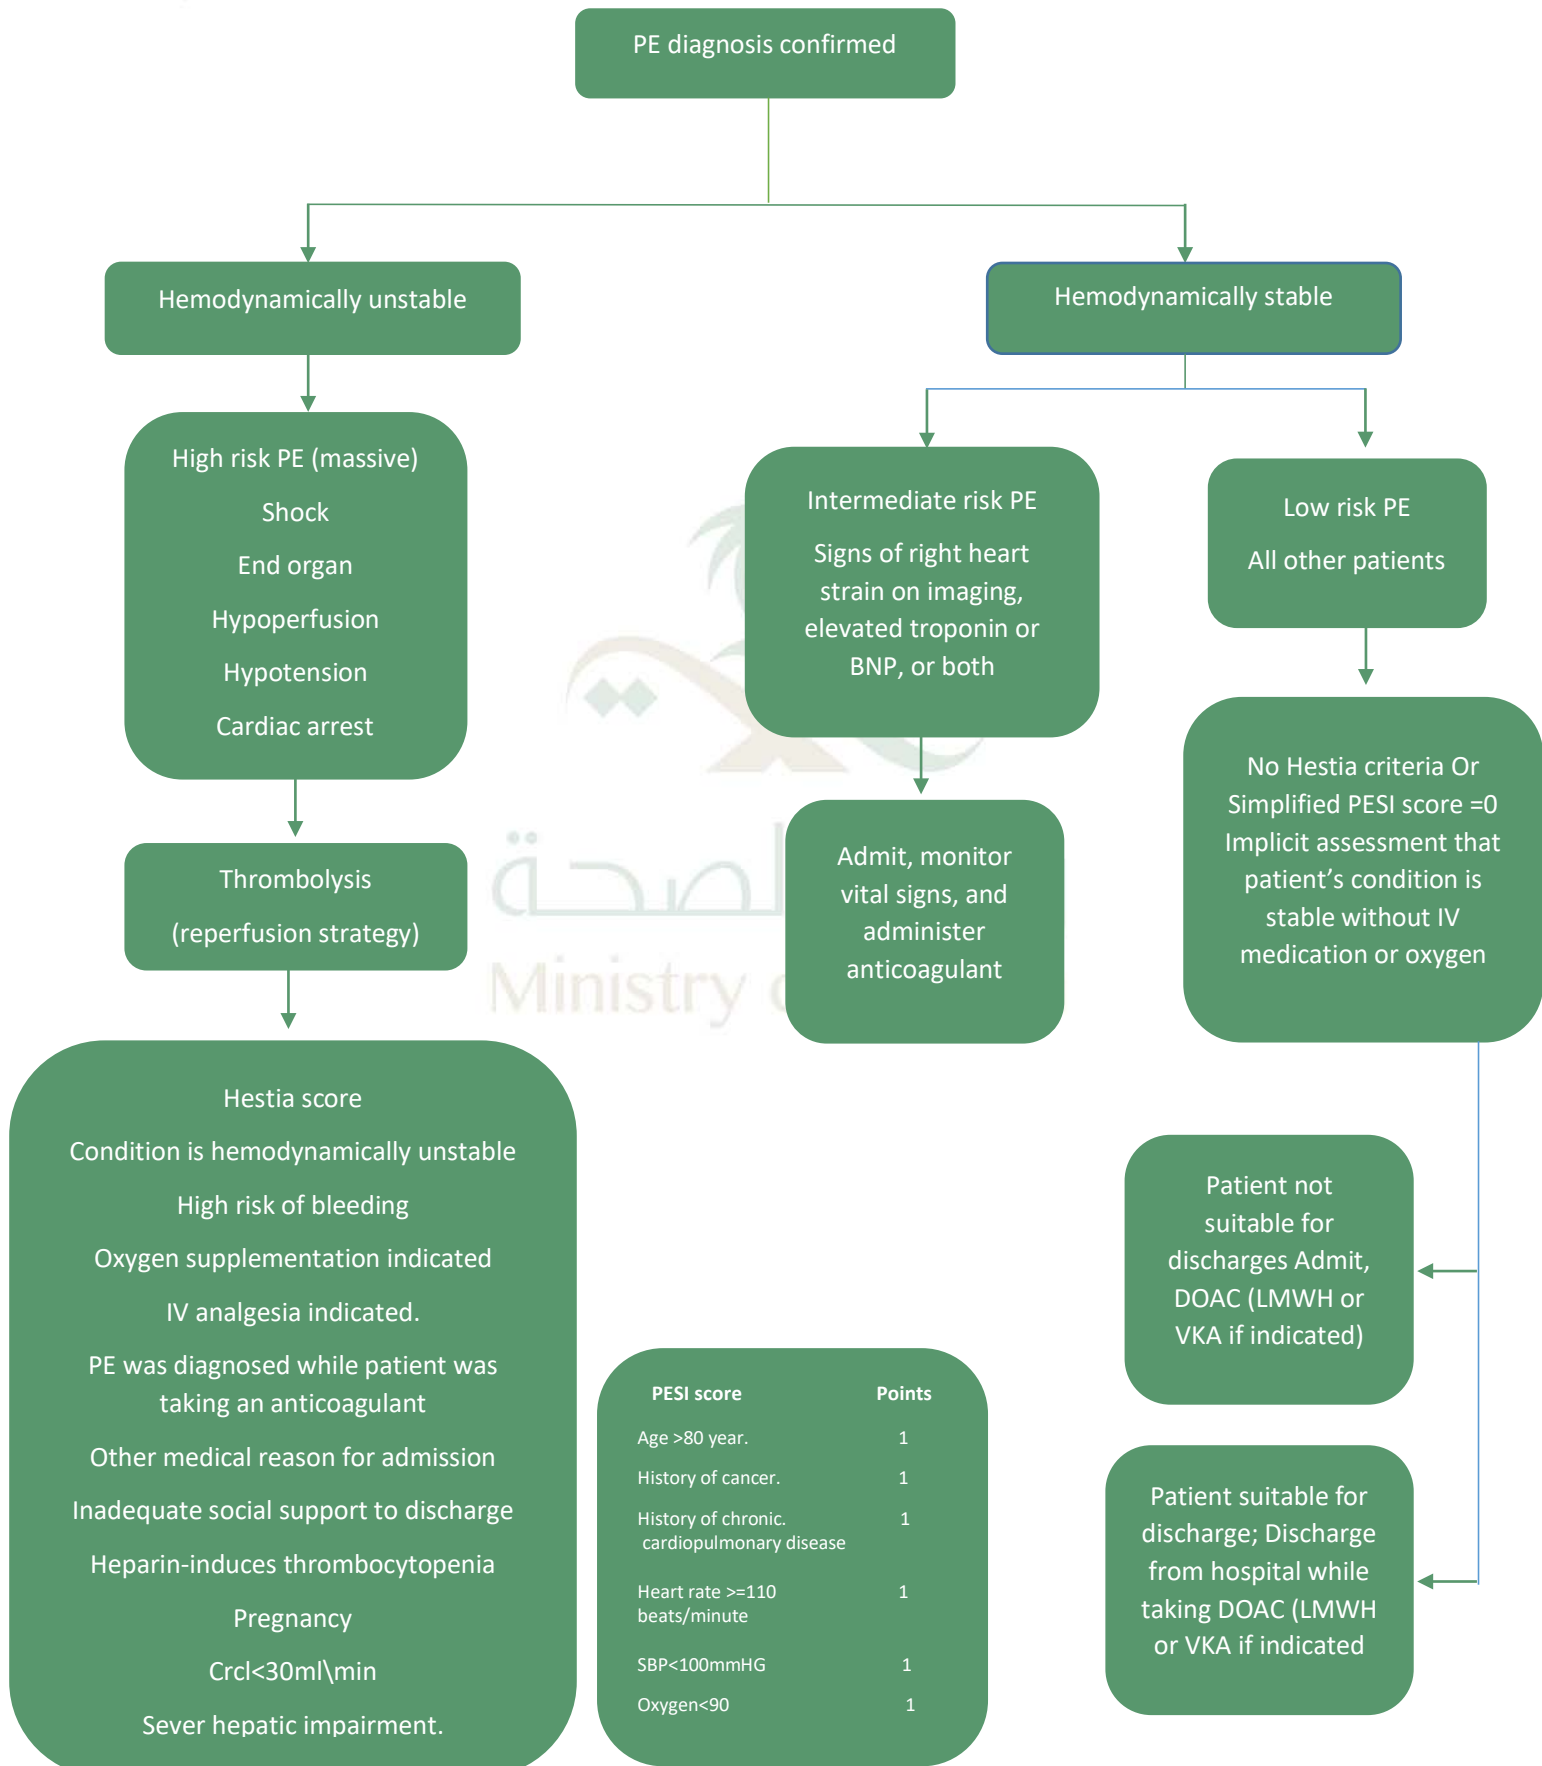 PE diagnosis confirmed
Hemodynamically unstable
Hemodynamically stable
High risk PE (massive)
Shock
End organ
Hypoperfusion
Hypotension
Cardiac arrest
Intermediate risk PE
Signs of right heart
strain on imaging,
elevated troponin or
BNP, or both
Low risk PE
All other patients
Thrombolysis
(reperfusion strategy)
Admit, monitor
vital signs, and
administer
anticoagulant
No Hestia criteria Or
Simplified PESI score =0
Implicit assessment that
patient’s condition is
stable without IV
medication or oxygen
Hestia score
Condition is hemodynamically unstable
High risk of bleeding
Oxygen supplementation indicated
IV analgesia indicated.
PE was diagnosed while patient was
taking an anticoagulant
Other medical reason for admission
Inadequate social support to discharge
Heparin-induces thrombocytopenia
Pregnancy
Crcl<30ml\min
Sever hepatic impairment.
PESI score Points
Age >80 year. 1
History of cancer. 1
History of chronic. 1
cardiopulmonary disease
Heart rate >=110 1
beats/minute
SBP<100mmHG 1
Oxygen<90 1
Patient not
suitable for
discharges Admit,
DOAC (LMWH or
VKA if indicated)
Patient suitable for
discharge; Discharge
from hospital while
taking DOAC (LMWH
or VKA if indicated
الصحة
Ministry